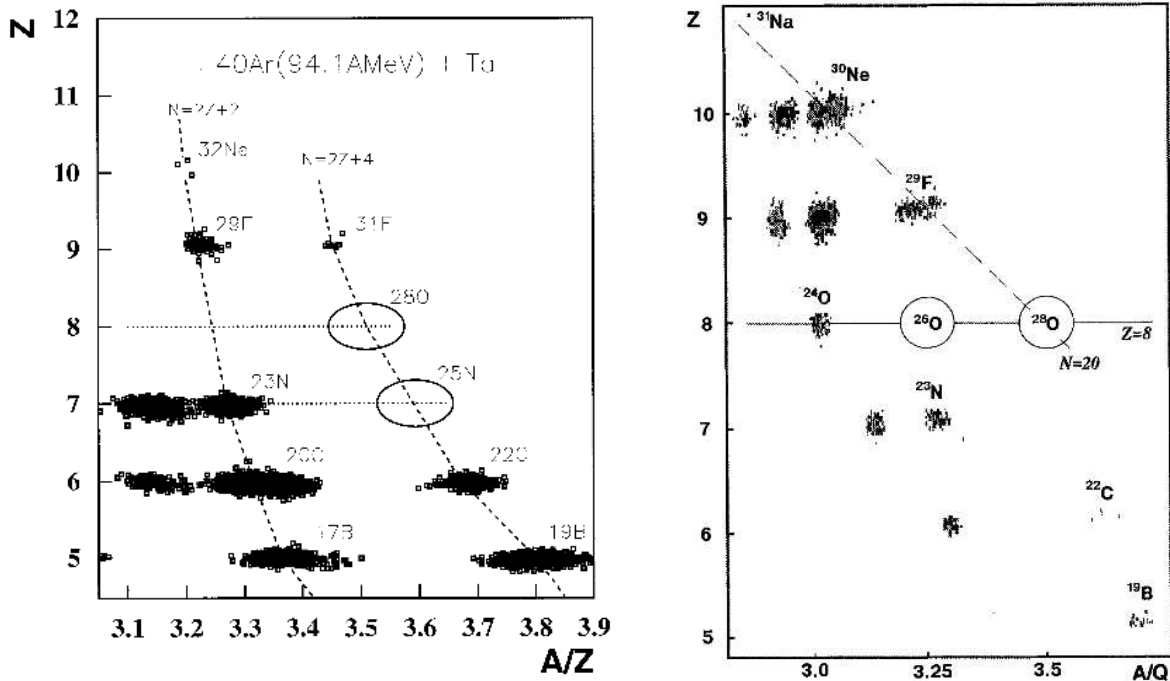 Z
12
11
10
9
8
7
6
5
. 40Ar(94.1AMeV) + Ta
N=2Z+2
32Ne
N=2Z+4
29F
31F
28O
25N
23N
20C
22C
17B
19B
3.1 3.2 3.3 3.4 3.5 3.6 3.7 3.8 3.9
A/Z
Z
10
9
8
7
6
5
31Na
30Ne
29F
24O
26O
28O
Z=8
N=20
23N
22C
19B
3.0 3.25 3.5 A/Q